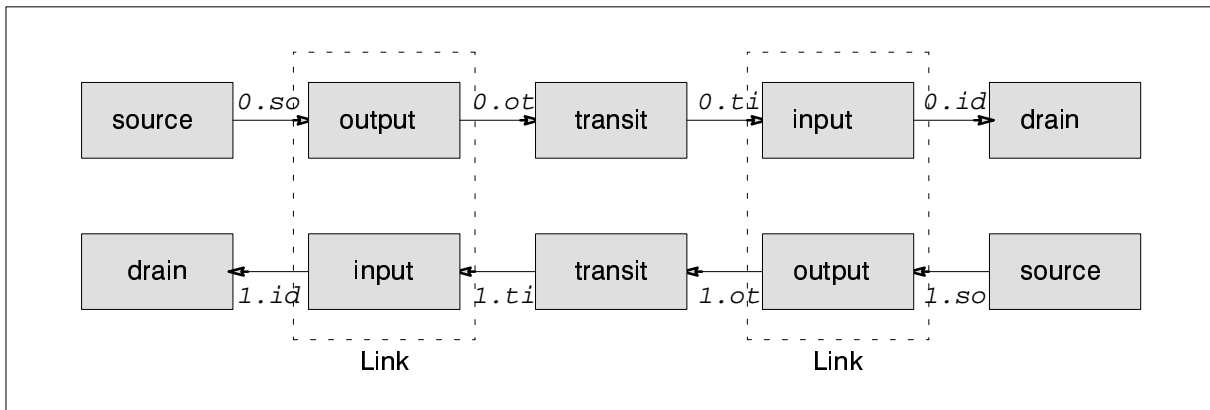 0.so 0.ot 0.ti 0.id
source output transit input drain
drain input transit output source
1.id 1.ti 1.ot 1.so
Link Link